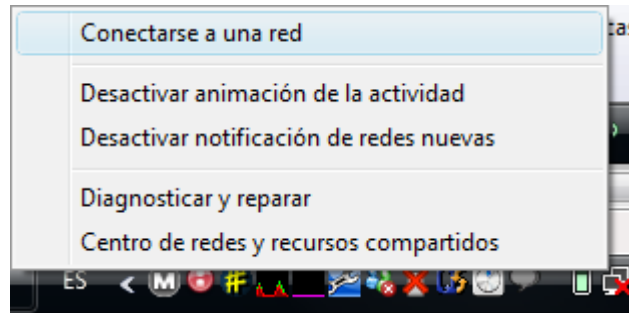 Conectarse a una red
Desactivar animación de la actividad
Desactivar notificación de redes nuevas
Diagnosticar y reparar
Centro de redes y recursos compartidos
ES
M